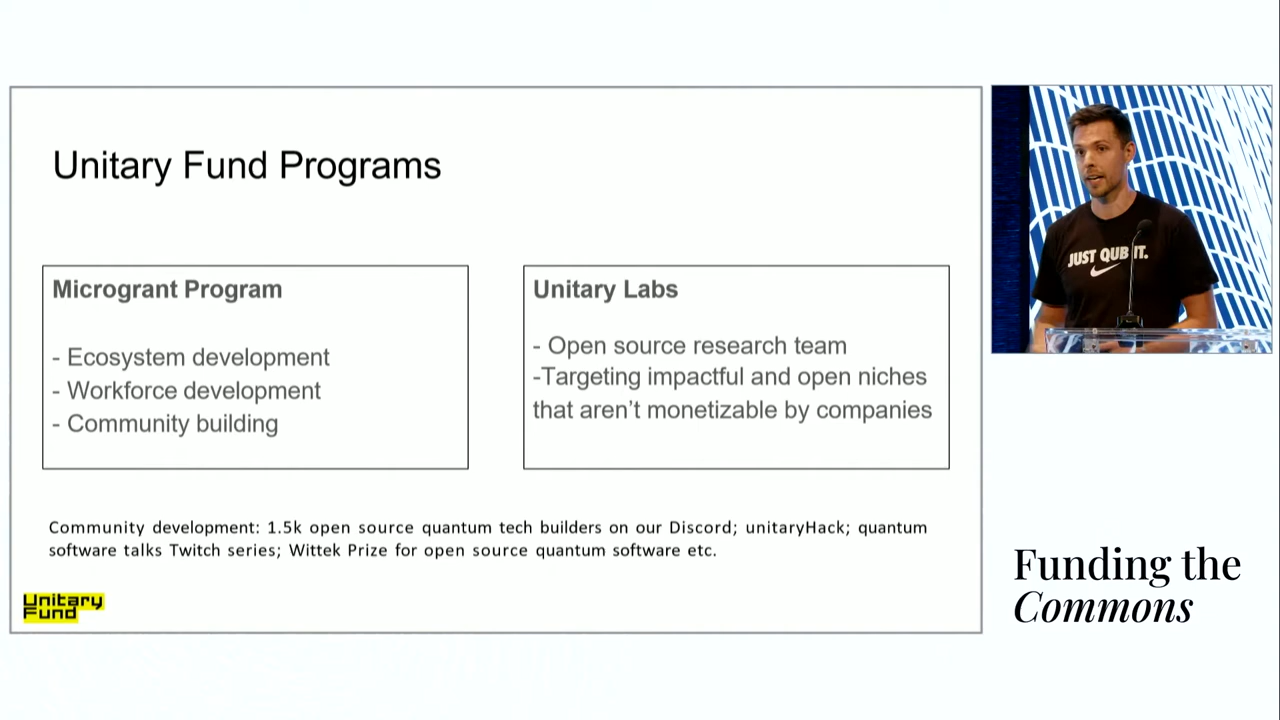 Unitary Fund Programs
Microgrant Program
- Ecosystem development
- Workforce development
- Community building
Unitary Labs
- Open source research team
-Targeting impactful and open niches
that aren’t monetizable by companies
Community development: 1.5k open source quantum tech builders on our Discord; unitaryHack; quantum
software talks Twitch series; Wittek Prize for open source quantum software etc.
Unitary
Fund
JUST QUBIT.
Funding the
Commons